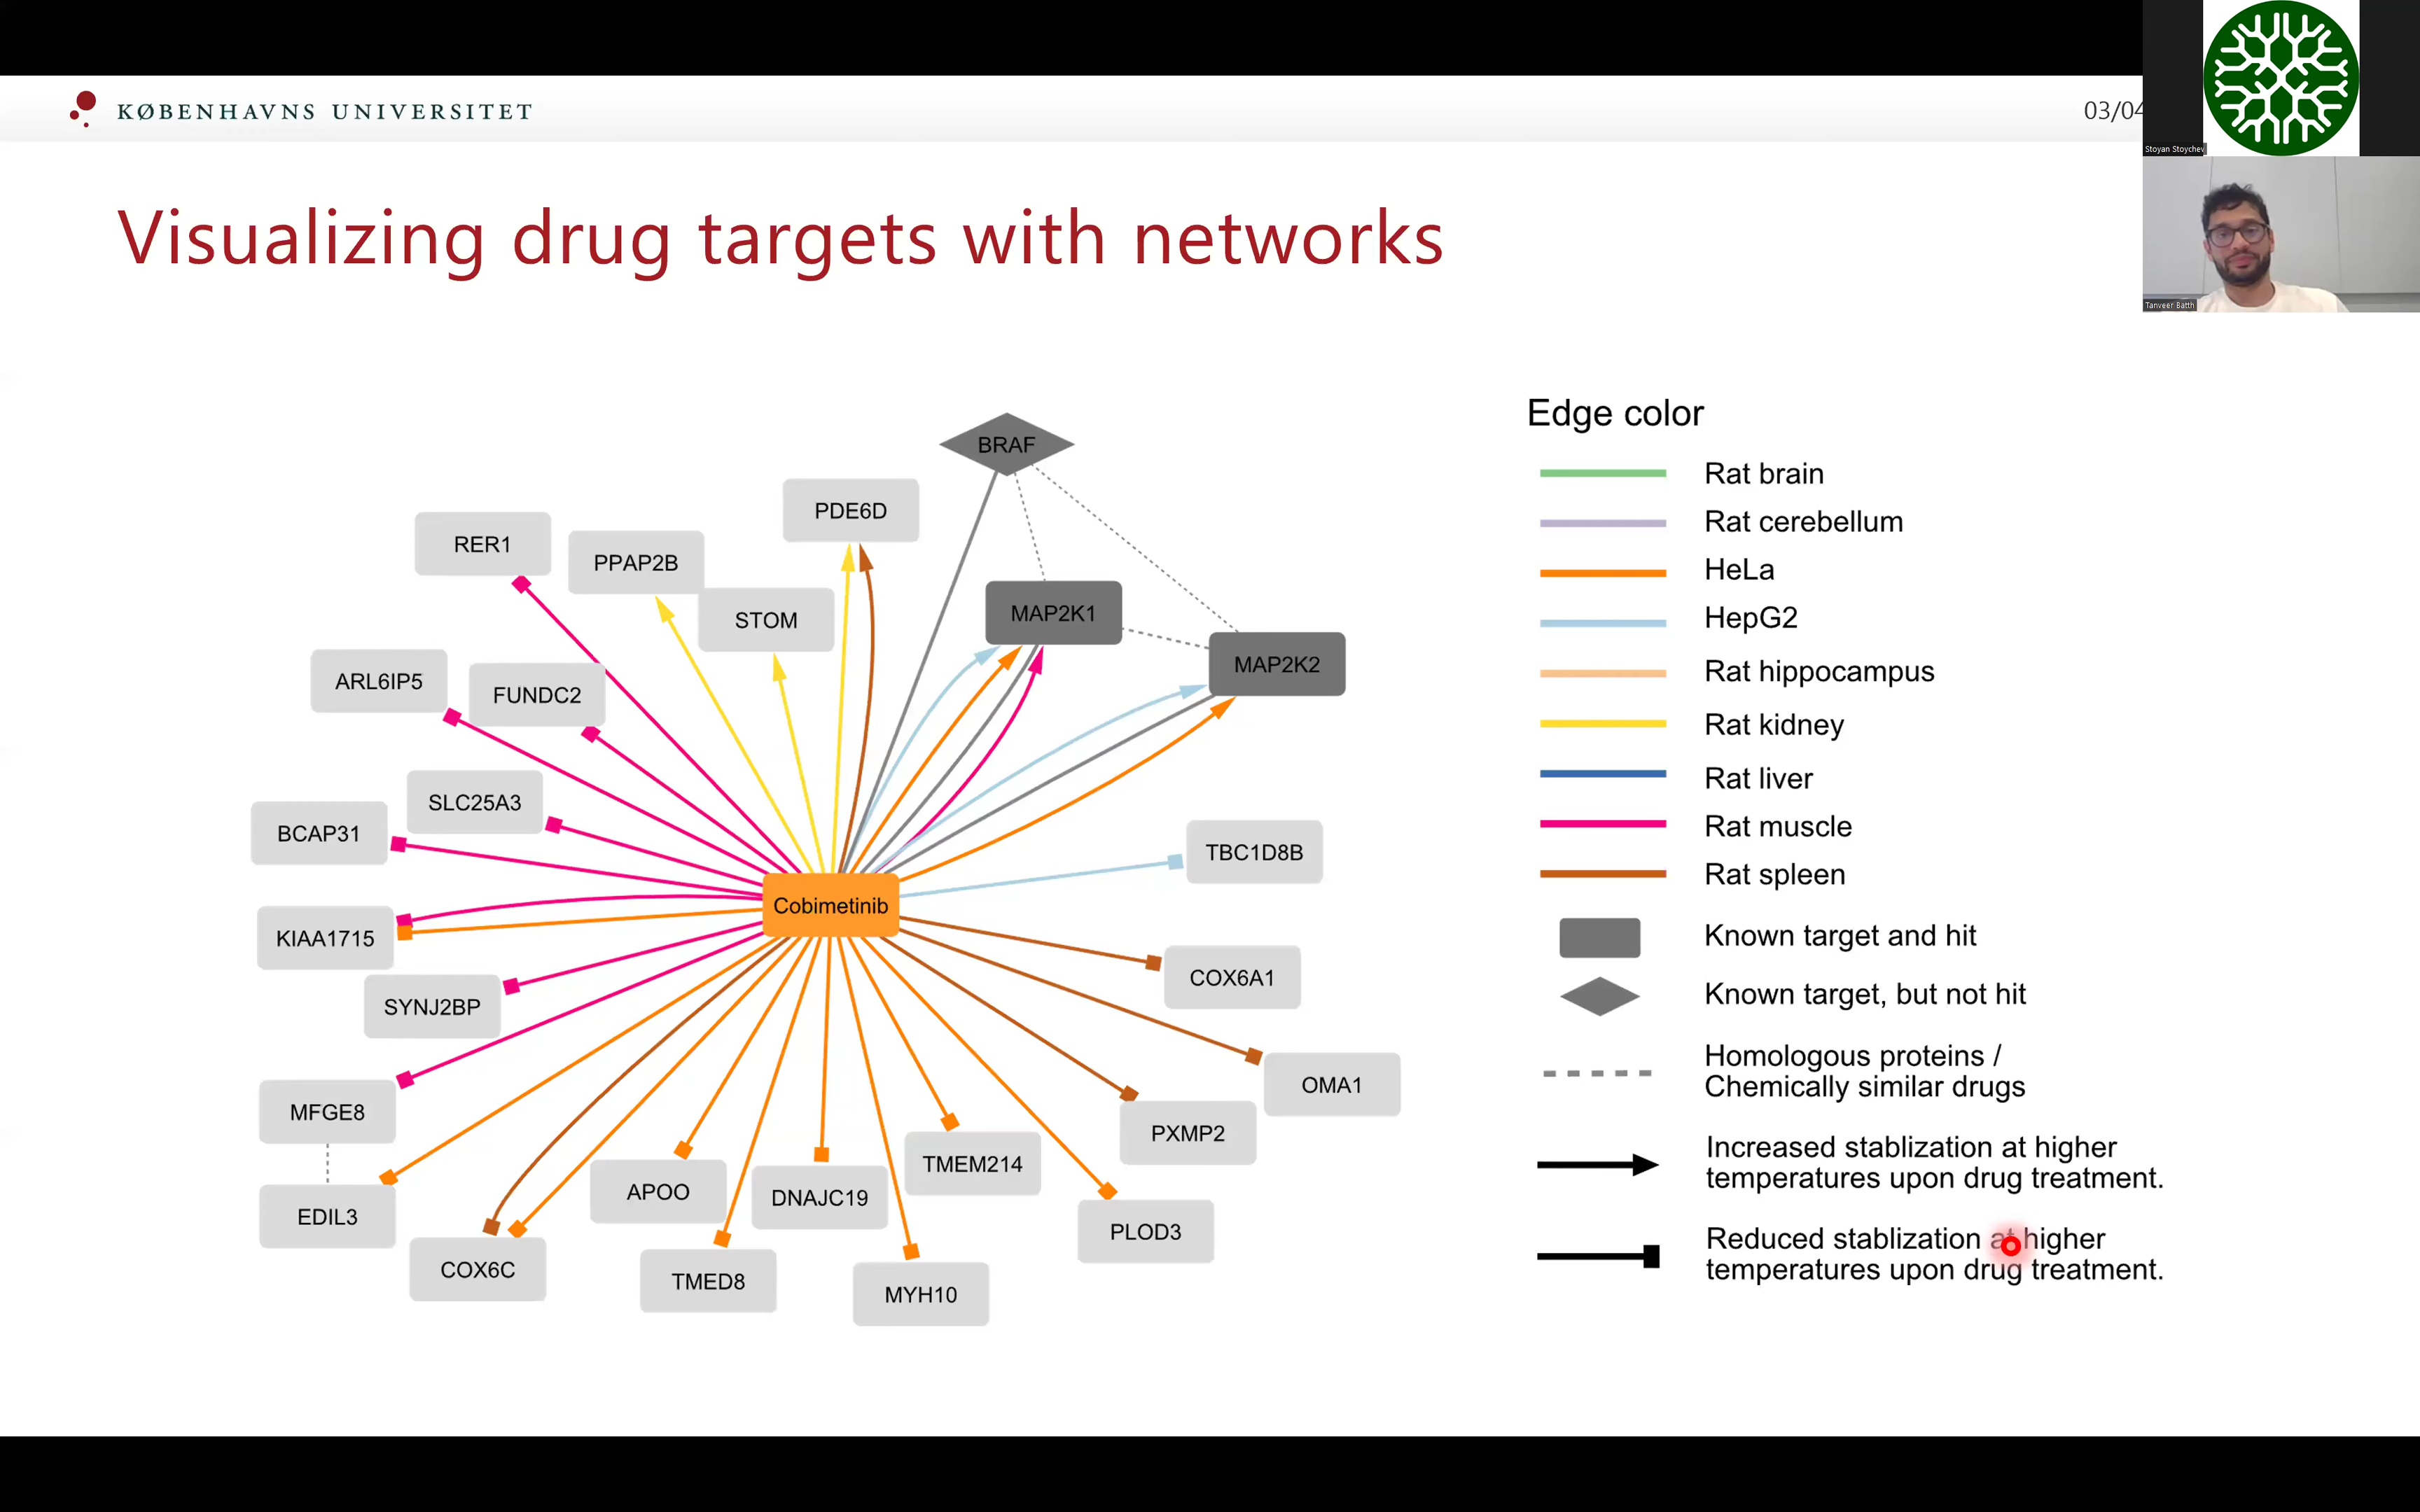 KØBENHAVNS UNIVERSITET
03/04
Stoyan Stoychev
Tanveer Batth
Visualizing drug targets with networks
BRAF
PDE6D
RER1
PPAP2B
STOM
MAP2K1
MAP2K2
ARL6IP5
FUNDC2
SLC25A3
BCAP31
TBC1D8B
Cobimetinib
KIAA1715
COX6A1
SYNJ2BP
OMA1
MFGE8
PXMP2
TMEM214
APOO
DNAJC19
EDIL3
PLOD3
COX6C
TMED8
MYH10
Edge color
Rat brain
Rat cerebellum
HeLa
HepG2
Rat hippocampus
Rat kidney
Rat liver
Rat muscle
Rat spleen
Known target and hit
Known target, but not hit
Homologous proteins /
Chemically similar drugs
Increased stablization at higher
temperatures upon drug treatment.
Reduced stablization at higher
temperatures upon drug treatment.